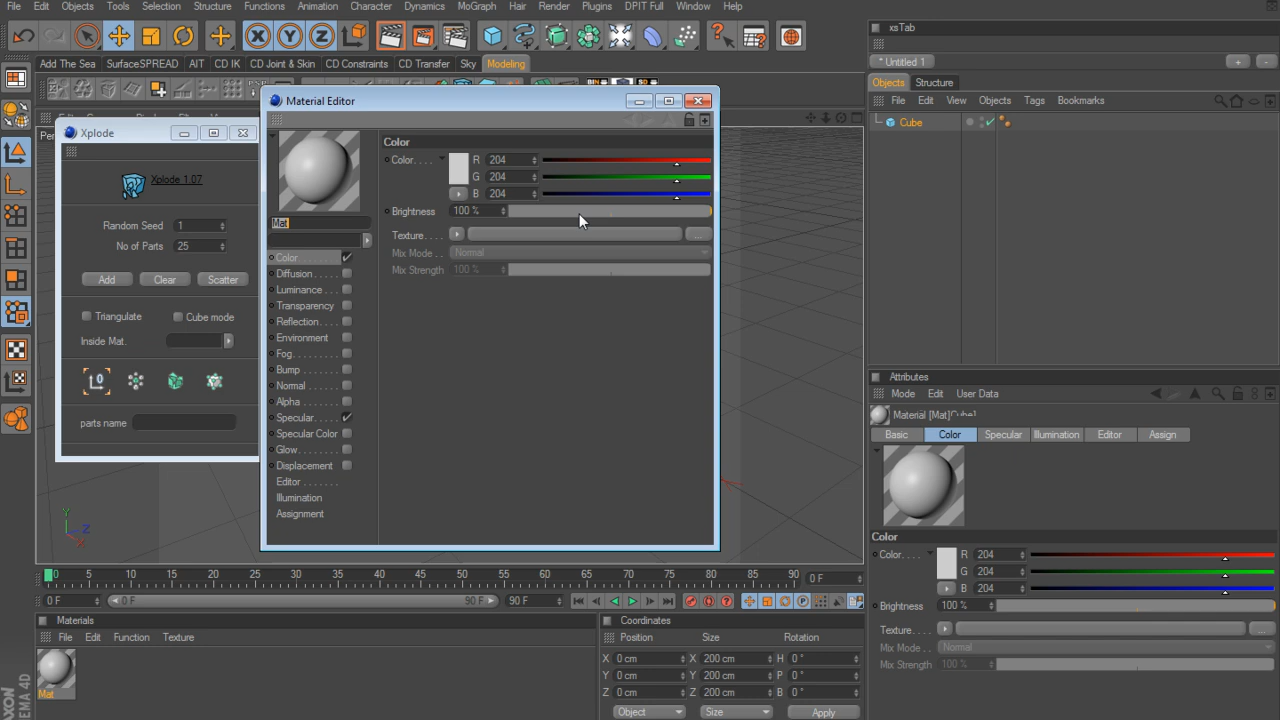 File Edit Objects Tools Selection Structure Functions Animation Character Dynamics MoGraph Hair Render Plugins DPIT Full Window Help
xsTab
* Untitled 1
+ -
Add The Sea SurfaceSPREAD AIT CD IK CD Joint & Skin CD Constraints CD Transfer Sky Modeling
Objects Structure
File Edit View Objects Tags Bookmarks
Cube
Xplode
Xplode 1.07
Random Seed 1
No of Parts 25
Add Clear Scatter
Triangulate Cube mode
Inside Mat.
parts name
Material Editor
Mat
Color
Diffusion
Luminance
Transparency
Reflection
Environment
Fog
Bump
Normal
Alpha
Specular
Specular Color
Glow
Displacement
Editor
Illumination
Assignment
Color
Color R 204
G 204
B 204
Brightness 100 %
Texture ...
Mix Mode Normal
Mix Strength 100 %
Y Z X
Attributes
Mode Edit User Data
Material [Mat]
Basic Color Specular Illumination Editor Assign
Color
Color R 204
G 204
B 204
Brightness 100 %
Texture ...
Mix Mode Normal
Mix Strength 100 %
0 5 10 15 20 25 30 35 40 45 50 55 60 65 70 75 80 85 90 0 F
0 F 0 F 90 F 90 F
Materials
File Edit Function Texture
Mat
Coordinates
Position Size Rotation
X 0 cm X 200 cm H 0 °
Y 0 cm Y 200 cm P 0 °
Z 0 cm Z 200 cm B 0 °
Object Size Apply